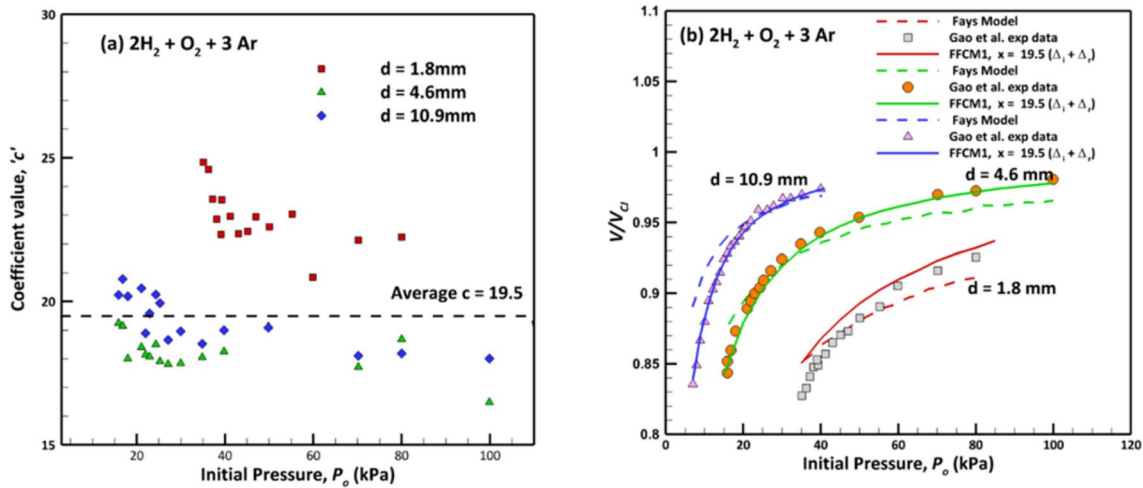 (a) 2H₂ + O₂ + 3 Ar
d = 1.8mm
d = 4.6mm
d = 10.9mm
Average c = 19.5
Coefficient value, 'c'
30
25
20
15
20
40
60
80
100
Initial Pressure, Pₒ (kPa)
(b) 2H₂ + O₂ + 3 Ar
Fays Model
Gao et al. exp data
FFCM1, x = 19.5 (Δᵢ + Δᵣ)
Fays Model
Gao et al. exp data
FFCM1, x = 19.5 (Δᵢ + Δᵣ)
Fays Model
Gao et al. exp data
FFCM1, x = 19.5 (Δᵢ + Δᵣ)
d = 10.9 mm
d = 4.6 mm
d = 1.8 mm
V/V_CJ
1.1
1.05
1
0.95
0.9
0.85
0.8
0
20
40
60
80
100
120
Initial Pressure, Pₒ (kPa)